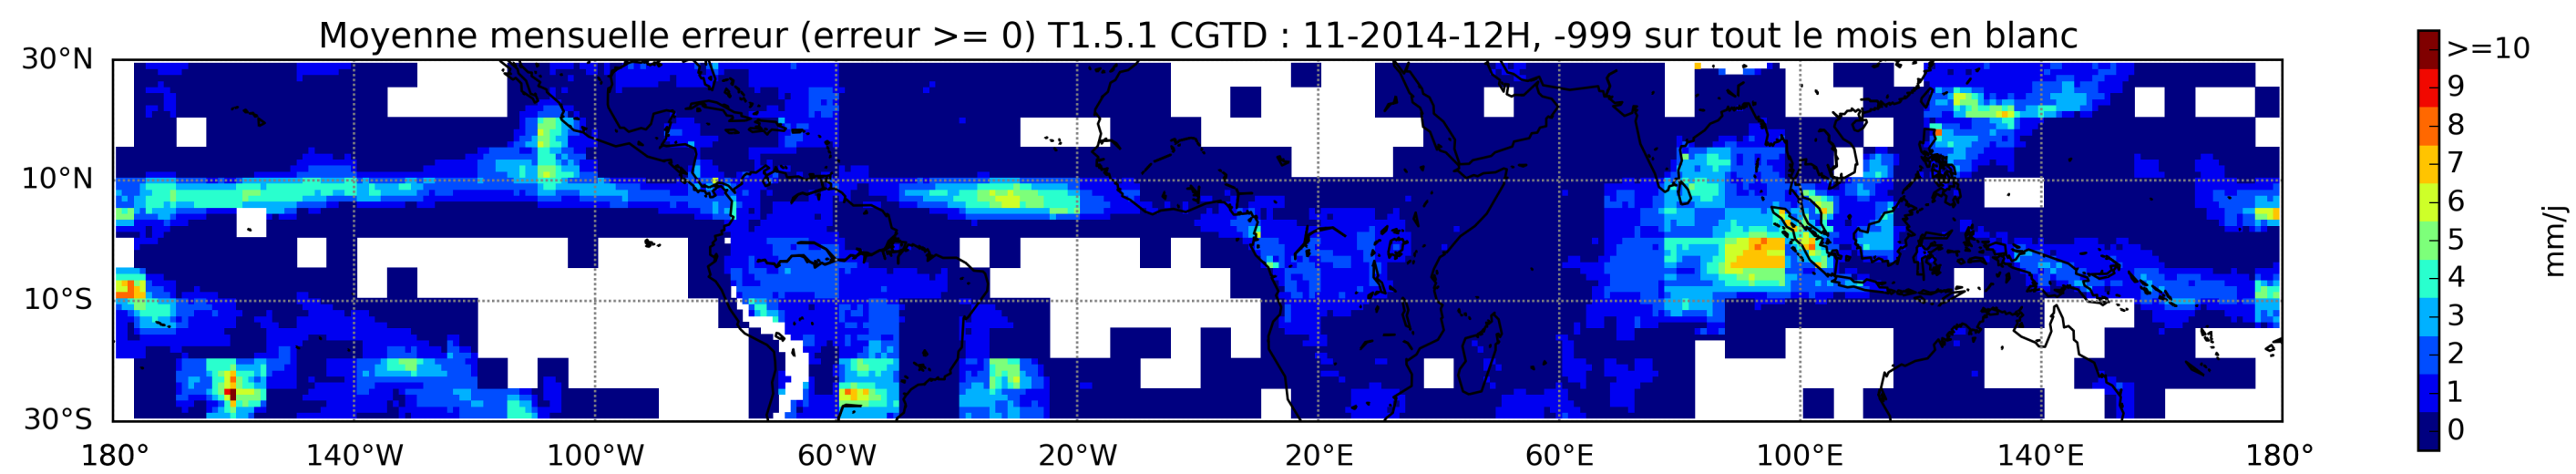 Moyenne mensuelle erreur (erreur >= 0) T1.5.1 CGTD : 11-2014-12H, -999 sur tout le mois en blanc
30°N
10°N
10°S
30°S
180° 140°W 100°W 60°W 20°W 20°E 60°E 100°E 140°E 180°
>=10
9
8
7
6
5
4
3
2
1
0
mm/j